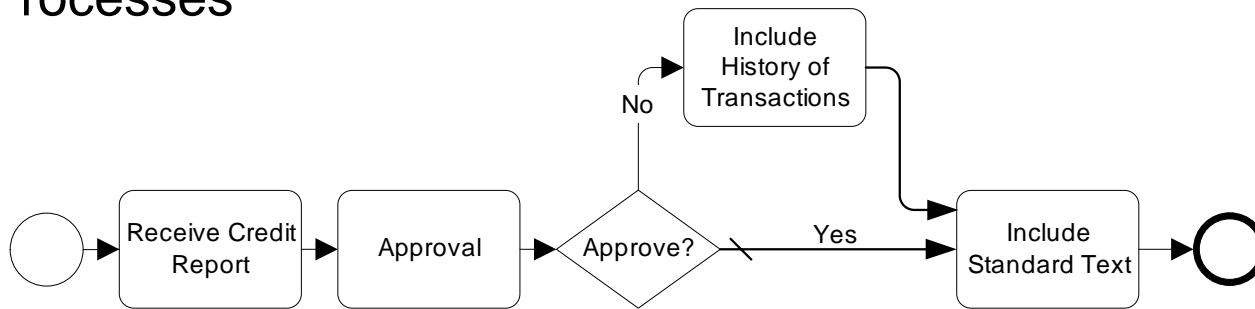 rocesses
Include
History of
Transactions
No
Receive Credit
Report
Approval
Approve?
Yes
Include
Standard Text